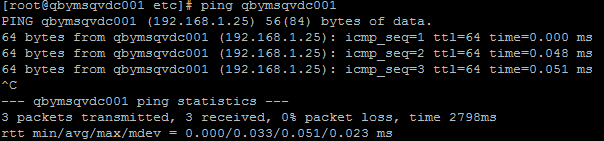 [root@qbymsqvdc001 etc]# ping qbymsqvdc001
PING qbymsqvdc001 (192.168.1.25) 56(84) bytes of data.
64 bytes from qbymsqvdc001 (192.168.1.25): icmp_seq=1 ttl=64 time=0.000 ms
64 bytes from qbymsqvdc001 (192.168.1.25): icmp_seq=2 ttl=64 time=0.048 ms
64 bytes from qbymsqvdc001 (192.168.1.25): icmp_seq=3 ttl=64 time=0.051 ms
^C
--- qbymsqvdc001 ping statistics ---
3 packets transmitted, 3 received, 0% packet loss, time 2798ms
rtt min/avg/max/mdev = 0.000/0.033/0.051/0.023 ms